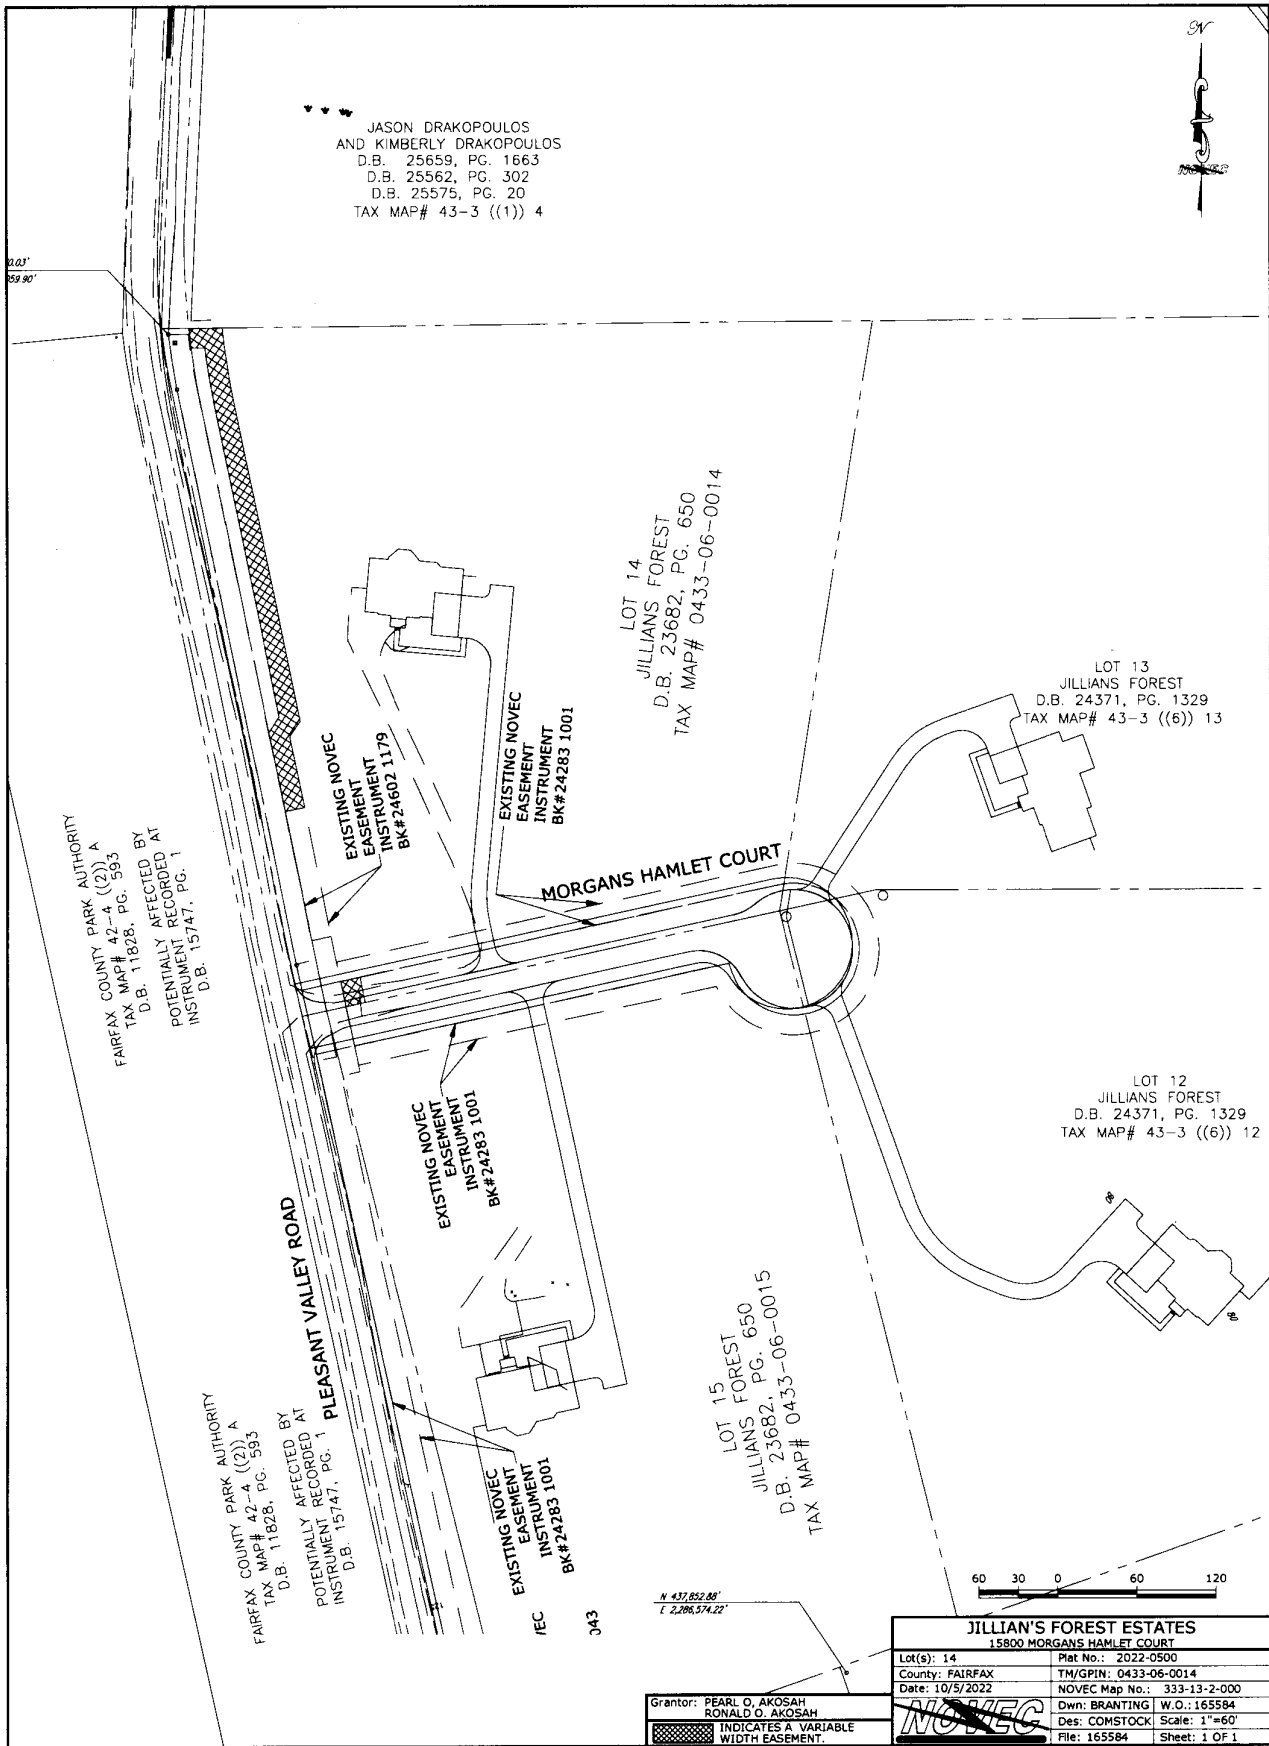 N
NOVEC
JASON DRAKOPOULOS
AND KIMBERLY DRAKOPOULOS
D.B. 25659, PG. 1663
D.B. 25562, PG. 302
D.B. 25575, PG. 20
TAX MAP# 43-3 ((1)) 4
0.03'
959.90'
LOT 14
JILLIANS FOREST
D.B. 23682, PG. 650
TAX MAP# 0433-06-0014
LOT 13
JILLIANS FOREST
D.B. 24371, PG. 1329
TAX MAP# 43-3 ((6)) 13
EXISTING NOVEC
EASEMENT
INSTRUMENT
BK#24602 1179
EXISTING NOVEC
EASEMENT
INSTRUMENT
BK#24283 1001
MORGANS HAMLET COURT
FAIRFAX COUNTY PARK AUTHORITY
TAX MAP# 42-4 ((2)) A
D.B. 11828, PG. 593
POTENTIALLY AFFECTED BY
INSTRUMENT RECORDED AT
D.B. 15747, PG. 1
EXISTING NOVEC
EASEMENT
INSTRUMENT
BK#24283 1001
LOT 12
JILLIANS FOREST
D.B. 24371, PG. 1329
TAX MAP# 43-3 ((6)) 12
PLEASANT VALLEY ROAD
LOT 15
JILLIANS FOREST
D.B. 23682, PG. 650
TAX MAP# 0433-06-0015
FAIRFAX COUNTY PARK AUTHORITY
TAX MAP# 42-4 ((2)) A
D.B. 11828, PG. 593
POTENTIALLY AFFECTED BY
INSTRUMENT RECORDED AT
D.B. 15747, PG. 1
EXISTING NOVEC
EASEMENT
INSTRUMENT
BK#24283 1001
VEC
043
N 437,852.88'
E 2,286,574.22'
60 30 0 60 120
JILLIAN'S FOREST ESTATES
15800 MORGANS HAMLET COURT
Lot(s): 14 Plat No.: 2022-0500
County: FAIRFAX TM/GPIN: 0433-06-0014
Date: 10/5/2022 NOVEC Map No.: 333-13-2-000
NOVEC
Dwn: BRANTING W.O.: 165584
Des: COMSTOCK Scale: 1"=60'
File: 165584 Sheet: 1 OF 1
Grantor: PEARL O. AKOSAH
RONALD O. AKOSAH
INDICATES A VARIABLE
WIDTH EASEMENT.